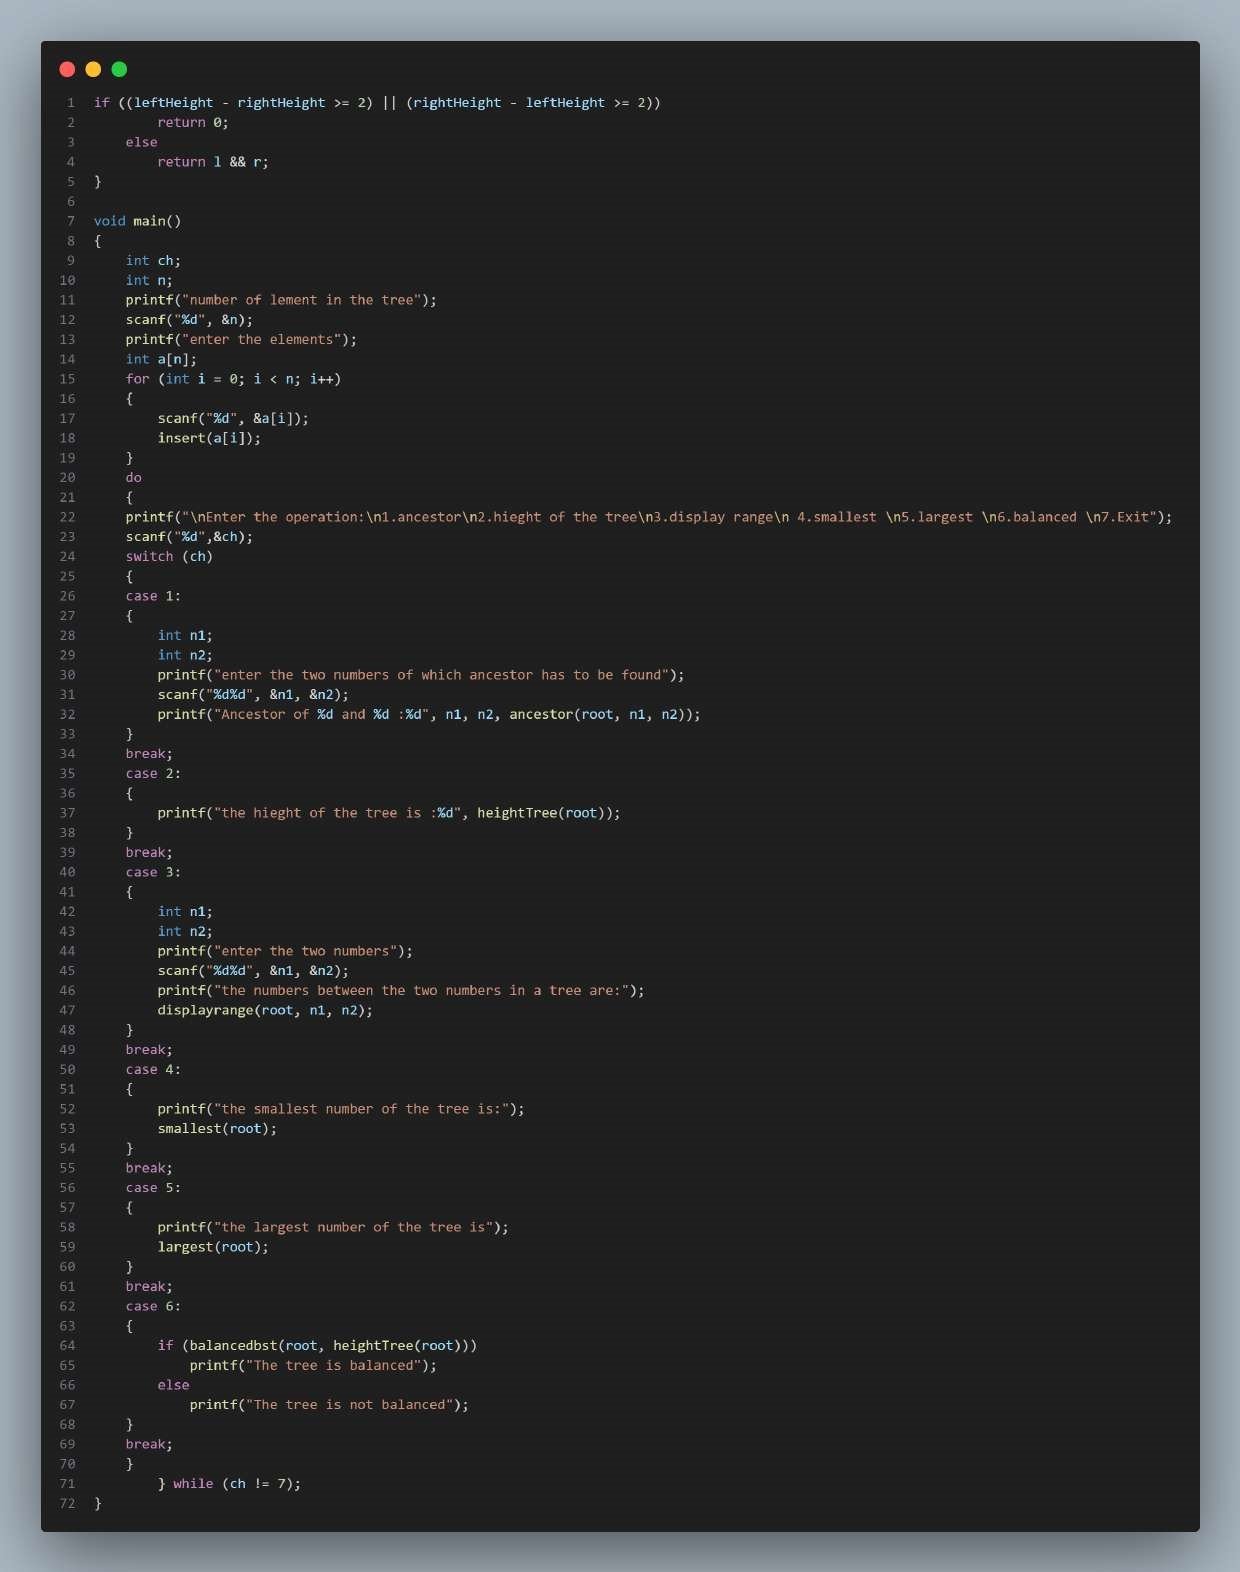 1 if ((leftHeight - rightHeight >= 2) || (rightHeight - leftHeight >= 2))
2         return 0;
3     else
4         return l && r;
5 }
6
7 void main()
8 {
9     int ch;
10     int n;
11     printf("number of lement in the tree");
12     scanf("%d", &n);
13     printf("enter the elements");
14     int a[n];
15     for (int i = 0; i < n; i++)
16     {
17         scanf("%d", &a[i]);
18         insert(a[i]);
19     }
20     do
21     {
22     printf("\nEnter the operation:\n1.ancestor\n2.hieght of the tree\n3.display range\n 4.smallest \n5.largest \n6.balanced \n7.Exit");
23     scanf("%d",&ch);
24     switch (ch)
25     {
26     case 1:
27     {
28         int n1;
29         int n2;
30         printf("enter the two numbers of which ancestor has to be found");
31         scanf("%d%d", &n1, &n2);
32         printf("Ancestor of %d and %d :%d", n1, n2, ancestor(root, n1, n2));
33     }
34     break;
35     case 2:
36     {
37         printf("the hieght of the tree is :%d", heightTree(root));
38     }
39     break;
40     case 3:
41     {
42         int n1;
43         int n2;
44         printf("enter the two numbers");
45         scanf("%d%d", &n1, &n2);
46         printf("the numbers between the two numbers in a tree are:");
47         displayrange(root, n1, n2);
48     }
49     break;
50     case 4:
51     {
52         printf("the smallest number of the tree is:");
53         smallest(root);
54     }
55     break;
56     case 5:
57     {
58         printf("the largest number of the tree is");
59         largest(root);
60     }
61     break;
62     case 6:
63     {
64         if (balancedbst(root, heightTree(root)))
65             printf("The tree is balanced");
66         else
67             printf("The tree is not balanced");
68     }
69     break;
70     }
71         } while (ch != 7);
72 }